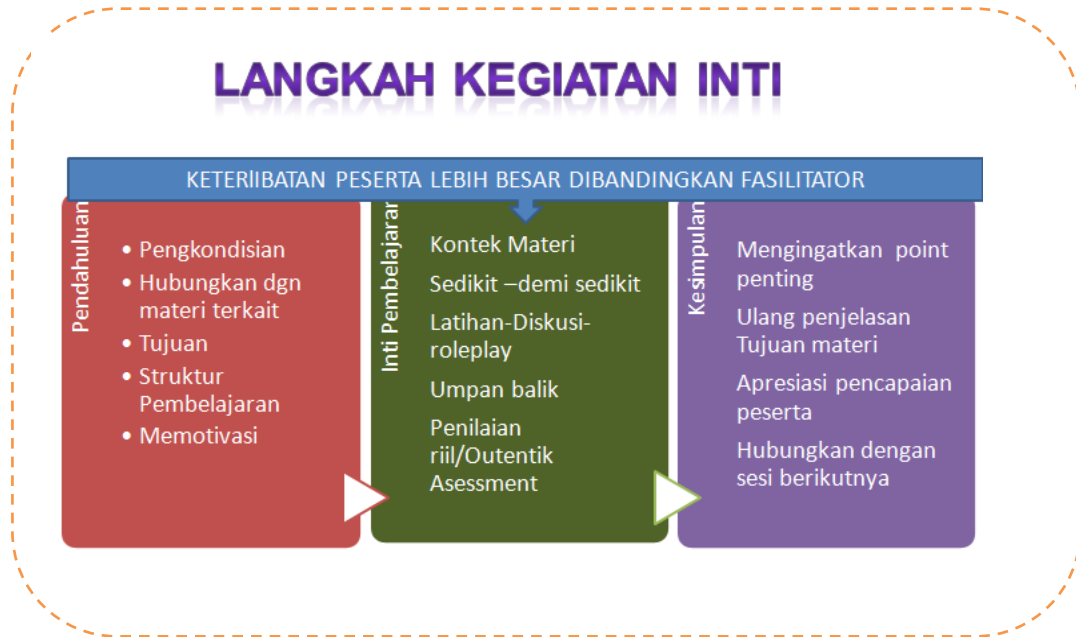 LANGKAH KEGIATAN INTI
KETERlIBATAN PESERTA LEBIH BESAR DIBANDINGKAN FASILITATOR
Pendahuluan
• Pengkondisian
• Hubungkan dgn
materi terkait
• Tujuan
• Struktur
Pembelajaran
• Memotivasi
Inti Pembelajaran
Kontek Materi
Sedikit –demi sedikit
Latihan-Diskusi-
roleplay
Umpan balik
Penilaian
riil/Outentik
Asessment
Kesimpulan
Mengingatkan point
penting
Ulang penjelasan
Tujuan materi
Apresiasi pencapaian
peserta
Hubungkan dengan
sesi berikutnya